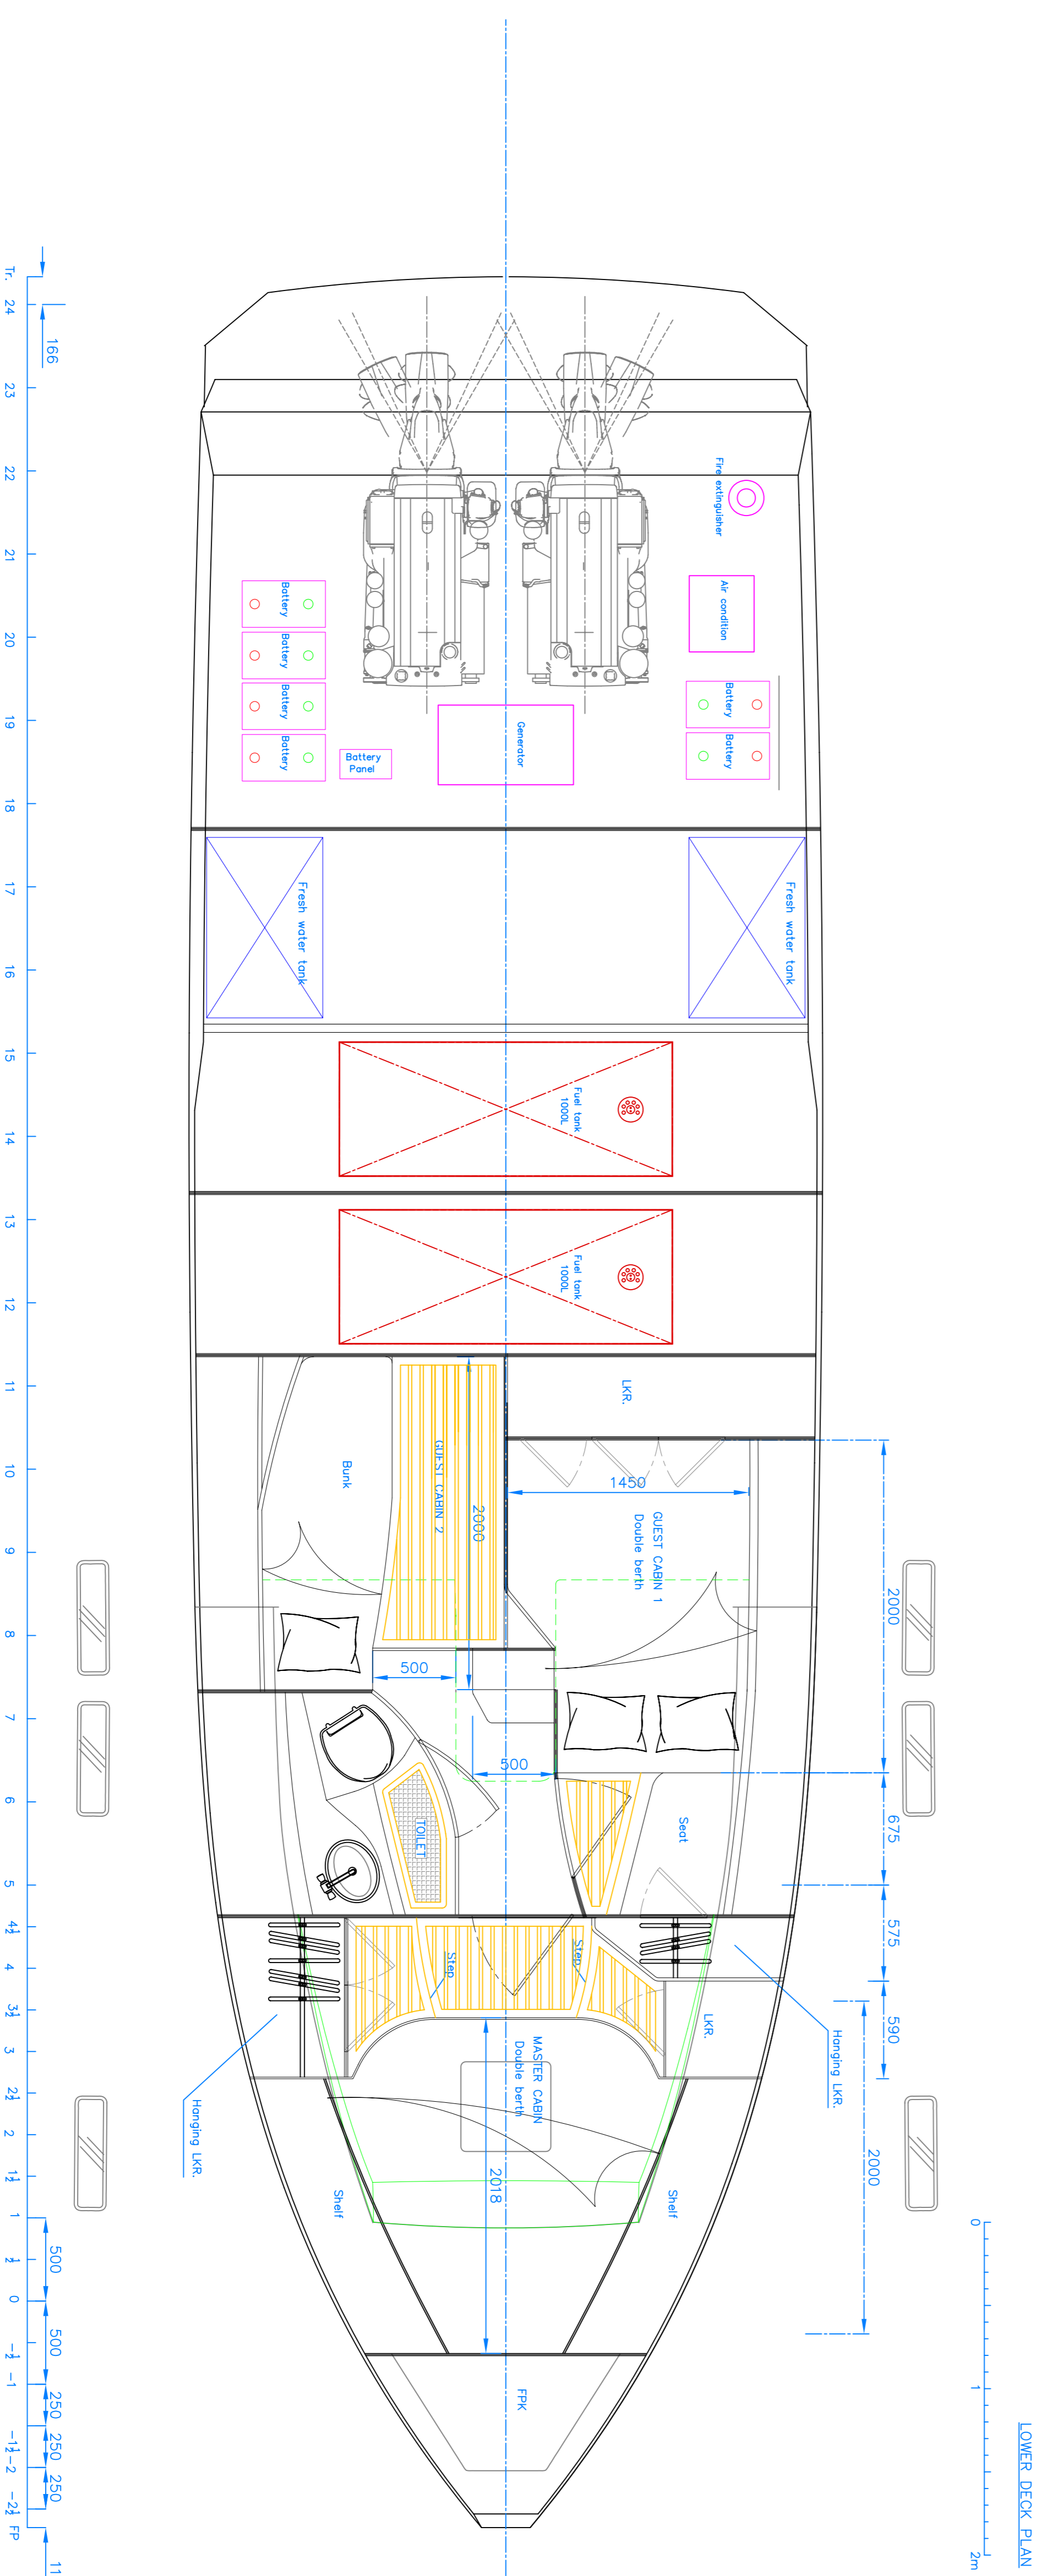 LOWER DECK PLAN
0
1
2m
2000
675
575
590
2000
Fire extinguisher
Air condition
Battery
Battery
Fresh water tank
Fuel tank
1000L
Fuel tank
1000L
LKR.
1450
GUEST CABIN 1
Double berth
Seat
LKR.
Hanging LKR.
Shelf
Generator
2000
500
500
GUEST CABIN 2
Bunk
TOILET
Step
Step
MASTER CABIN
Double berth
2018
FPK
Battery
Battery
Battery
Battery
Battery
Panel
Fresh water tank
Hanging LKR.
Shelf
166
500
500
250
250
250
11
Tr. 24 23 22 21 20 19 18 17 16 15 14 13 12 11 10 9 8 7 6 5 4½ 4 3½ 3 2½ 2 1½ 1 ½ 0 -½ -1 -1½ -2 -2½ FP